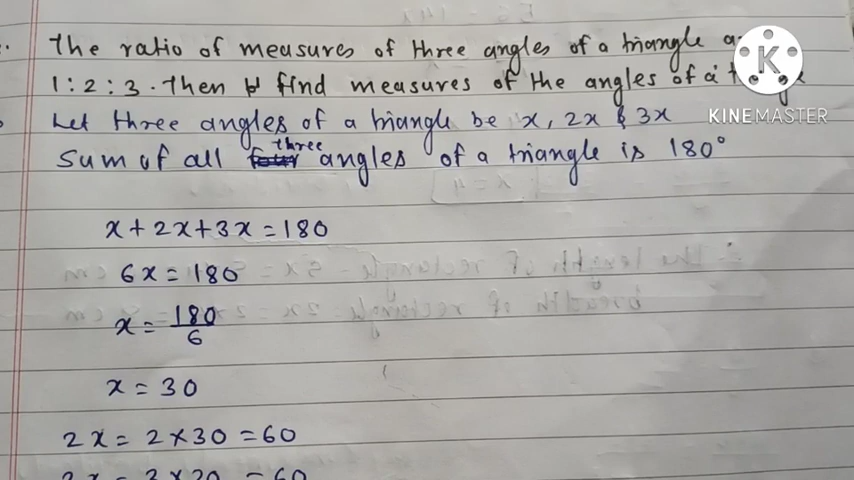 The ratio of measures of three angles of a triangle a
1:2:3. Then find measures of the angles of a
KINEMASTER
Let three angles of a triangle be x, 2x & 3x
Sum of all three angles of a triangle is 180°
x = 4
x + 2x + 3x = 180
6x = 180
x = 180/6
x = 30
2x = 2 × 30 = 60